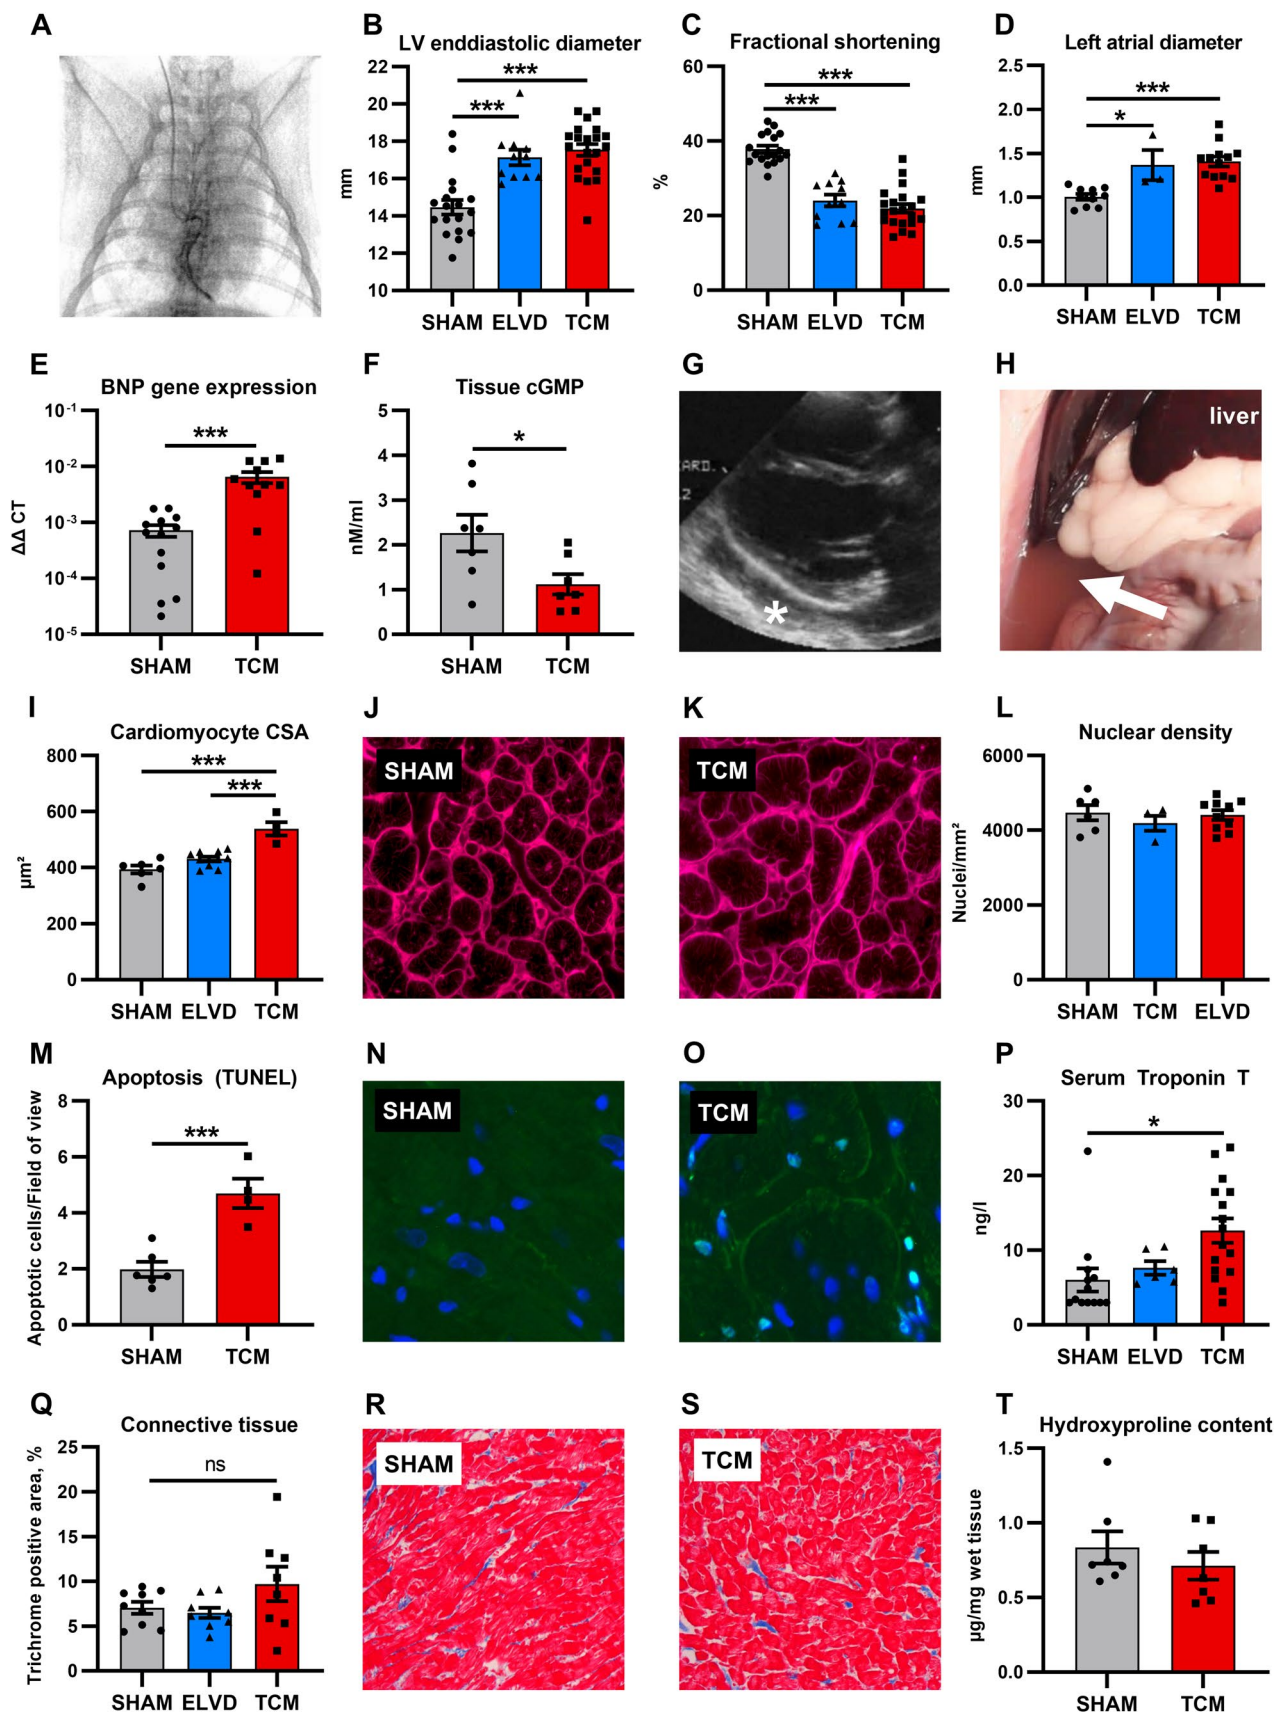 A
B
LV enddiastolic diameter
22
20
18
16
14
12
10
mm
***
***
SHAM ELVD TCM
C
Fractional shortening
60
40
20
0
%
***
***
SHAM ELVD TCM
D
Left atrial diameter
2.5
2.0
1.5
1.0
0.5
0.0
mm
***
*
SHAM ELVD TCM
E
BNP gene expression
10⁻¹
10⁻²
10⁻³
10⁻⁴
10⁻⁵
ΔΔ CT
***
SHAM TCM
F
Tissue cGMP
5
4
3
2
1
0
nM/ml
*
SHAM TCM
G
ARD.
2
*
H
liver
I
Cardiomyocyte CSA
800
600
400
200
0
µm²
***
***
SHAM ELVD TCM
J
SHAM
K
TCM
L
Nuclear density
6000
4000
2000
0
Nuclei/mm²
SHAM TCM ELVD
M
Apoptosis (TUNEL)
8
6
4
2
0
Apoptotic cells/Field of view
***
SHAM TCM
N
SHAM
O
TCM
P
Serum Troponin T
30
20
10
0
ng/l
*
SHAM ELVD TCM
Q
Connective tissue
25
20
15
10
5
0
Trichrome positive area, %
ns
SHAM ELVD TCM
R
SHAM
S
TCM
T
Hydroxyproline content
1.5
1.0
0.5
0.0
µg/mg wet tissue
SHAM TCM